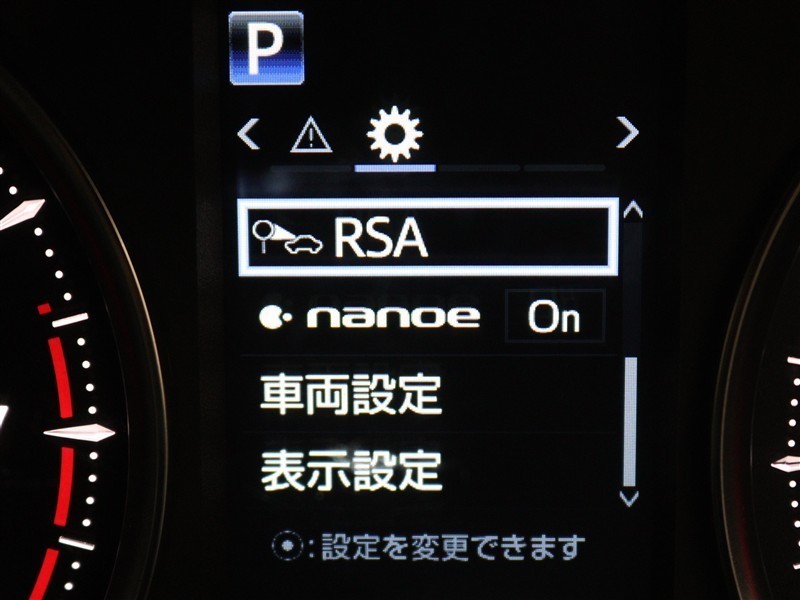 P
RSA
nanoe On
車両設定
表示設定
:設定を変更できます